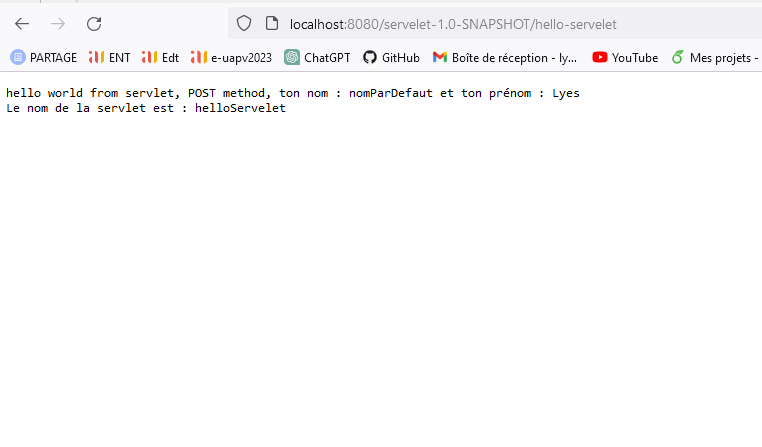 localhost:8080/servelet-1.0-SNAPSHOT/hello-servelet
PARTAGE ENT Edt e-uapv2023 ChatGPT GitHub Boîte de réception - ly... YouTube Mes projets -
hello world from servlet, POST method, ton nom : nomParDefaut et ton prénom : Lyes
Le nom de la servlet est : helloServelet